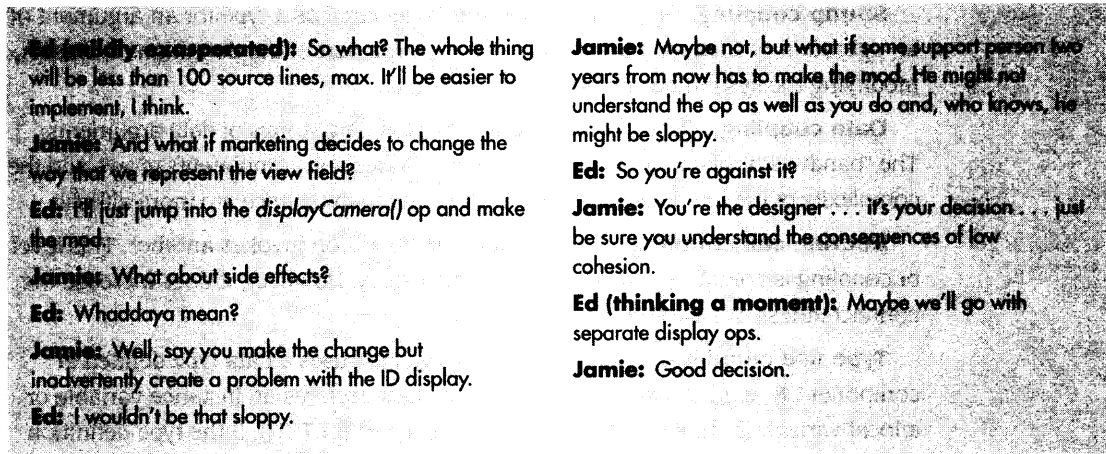 Ed (mildly exasperated): So what? The whole thing
will be less than 100 source lines, max. It'll be easier to
implement, I think.
Jamie: And what if marketing decides to change the
way that we represent the view field?
Ed: I'll just jump into the displayCamera() op and make
the mod.
Jamie: What about side effects?
Ed: Whaddaya mean?
Jamie: Well, say you make the change but
inadvertently create a problem with the ID display.
Ed: I wouldn't be that sloppy.
Jamie: Maybe not, but what if some support person two
years from now has to make the mod. He might not
understand the op as well as you do and, who knows, he
might be sloppy.
Ed: So you're against it?
Jamie: You're the designer . . . it's your decision . . . just
be sure you understand the consequences of low
cohesion.
Ed (thinking a moment): Maybe we'll go with
separate display ops.
Jamie: Good decision.